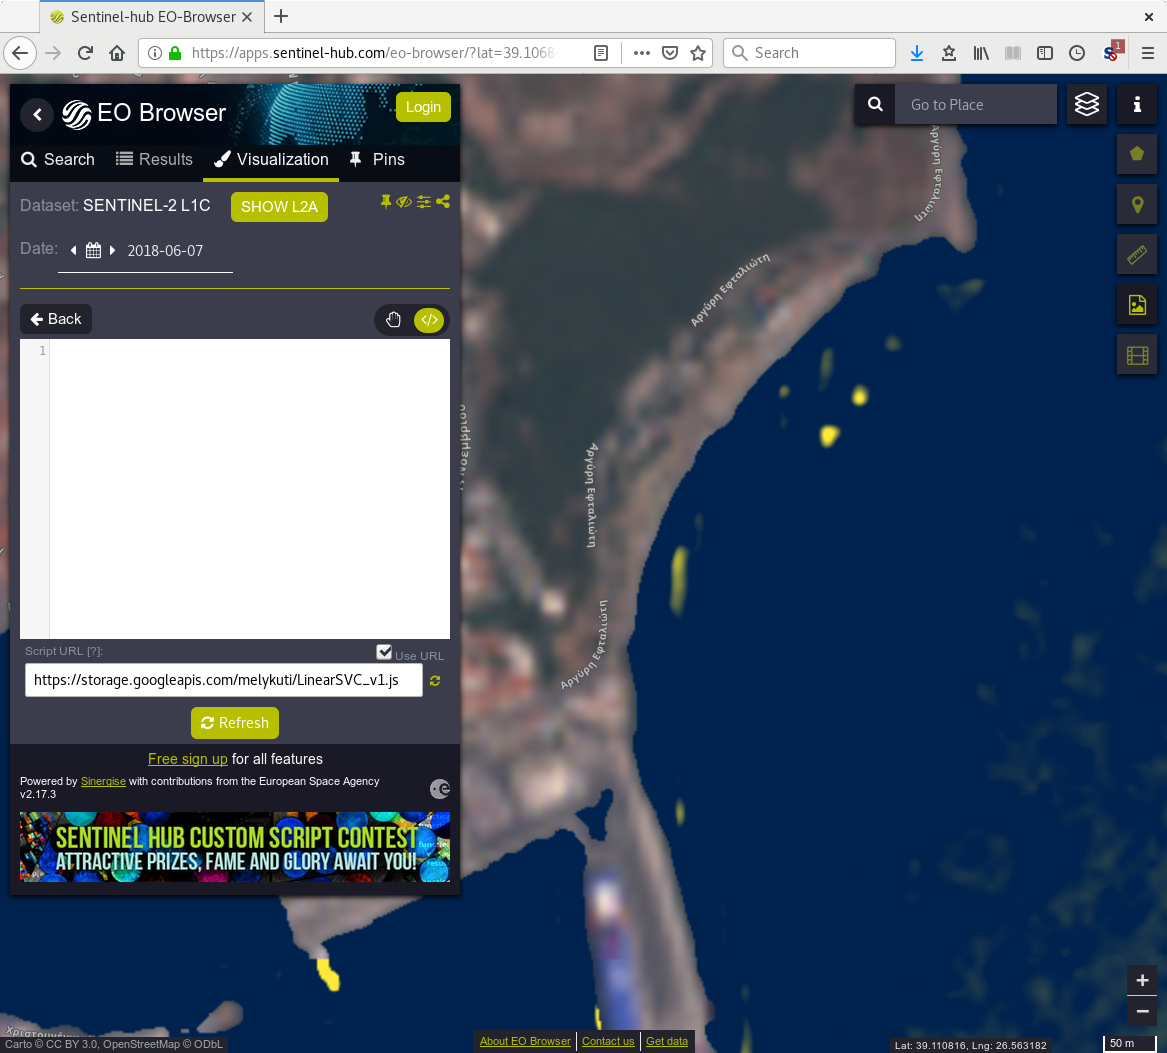 Sentinel-hub EO-Browser
https://apps.sentinel-hub.com/eo-browser/?lat=39.1068
Search
1
EO Browser
Login
Go to Place
Search
Results
Visualization
Pins
Dataset: SENTINEL-2 L1C
SHOW L2A
Date:
2018-06-07
Back
</>
1
Script URL [?]:
Use URL
https://storage.googleapis.com/melykuti/LinearSVC_v1.js
Refresh
Free sign up for all features
Powered by Sinergise with contributions from the European Space Agency
v2.17.3
SENTINEL HUB CUSTOM SCRIPT CONTEST
ATTRACTIVE PRIZES, FAME AND GLORY AWAIT YOU!
Αργύρη Εφταλιώτη
Αργύρη Εφταλιώτη
Αργύρη Εφταλιώτη
Αργύρη Εφταλιώτη
Carto © CC BY 3.0, OpenStreetMap © ODbL
About EO Browser
Contact us
Get data
Lat: 39.110816, Lng: 26.563182
50 m